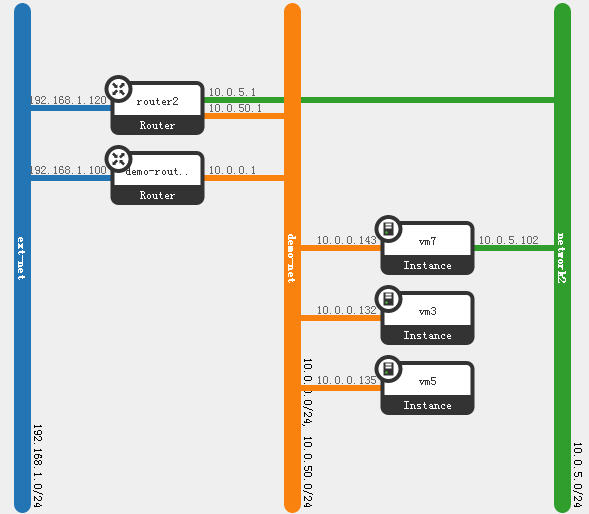 192.168.1.120
router2
Router
10.0.5.1
10.0.50.1
192.168.1.100
demo-rout..
Router
10.0.0.1
ext-net
demo-net
network2
10.0.0.143
vm7
Instance
10.0.5.102
10.0.0.132
vm3
Instance
10.0.0.135
vm5
Instance
192.168.1.0/24
10.0.0.0/24, 10.0.50.0/24
10.0.5.0/24